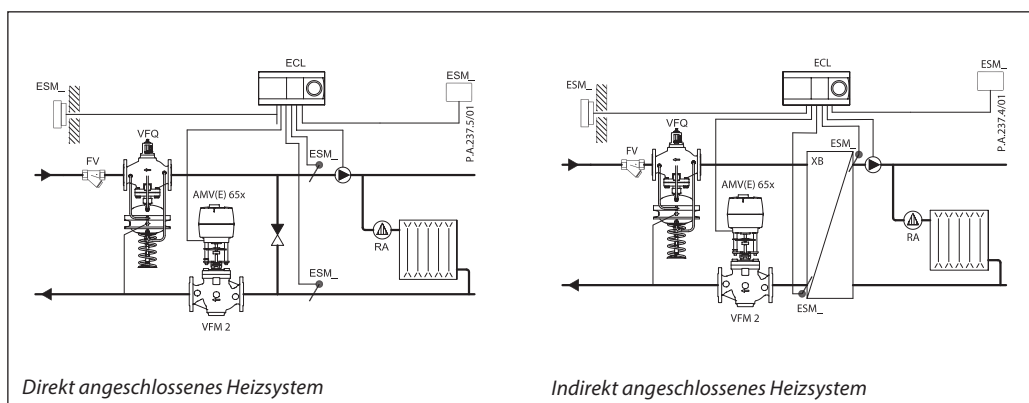 ECL
ESM_
ESM_
P.A.237.5/01
VFQ
FV
ESM_
AMV(E) 65x
RA
ESM_
VFM 2
Direkt angeschlossenes Heizsystem
ECL
ESM_
ESM_
P.A.237.4/01
VFQ
FV
ESM_
XB
AMV(E) 65x
RA
ESM_
VFM 2
Indirekt angeschlossenes Heizsystem